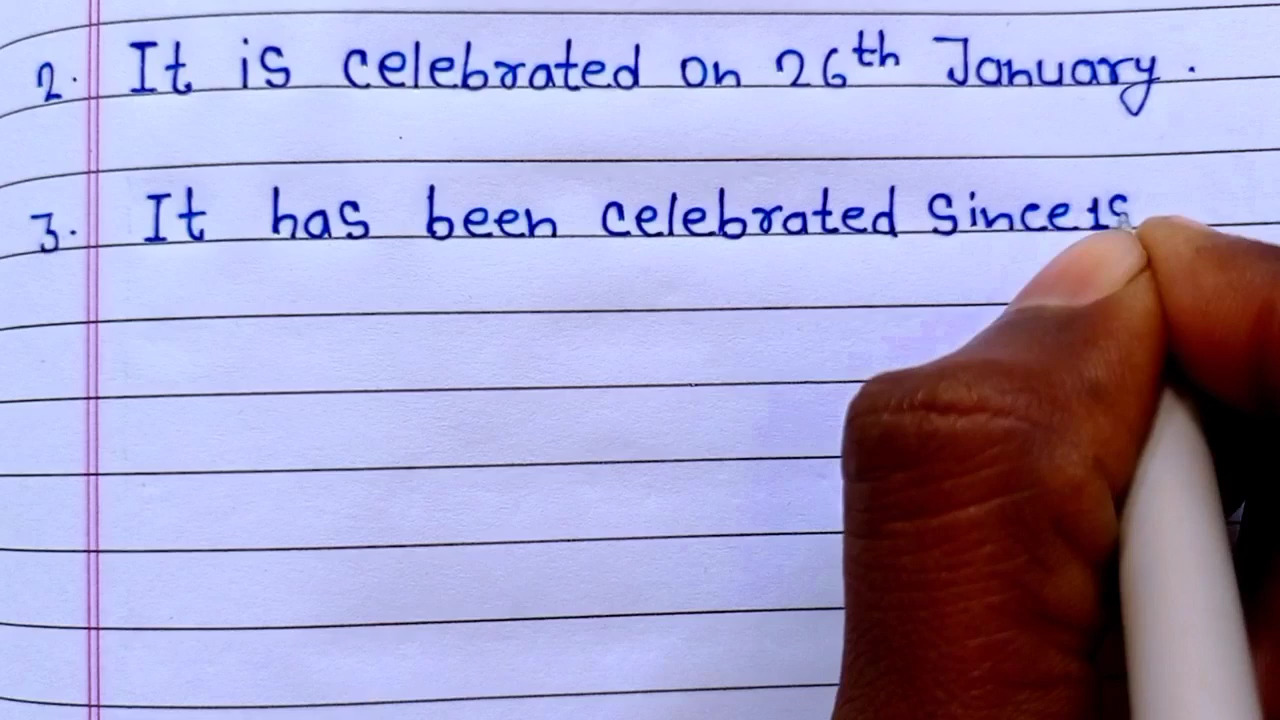 2. It is celebrated on 26th January.
3. It has been celebrated Since